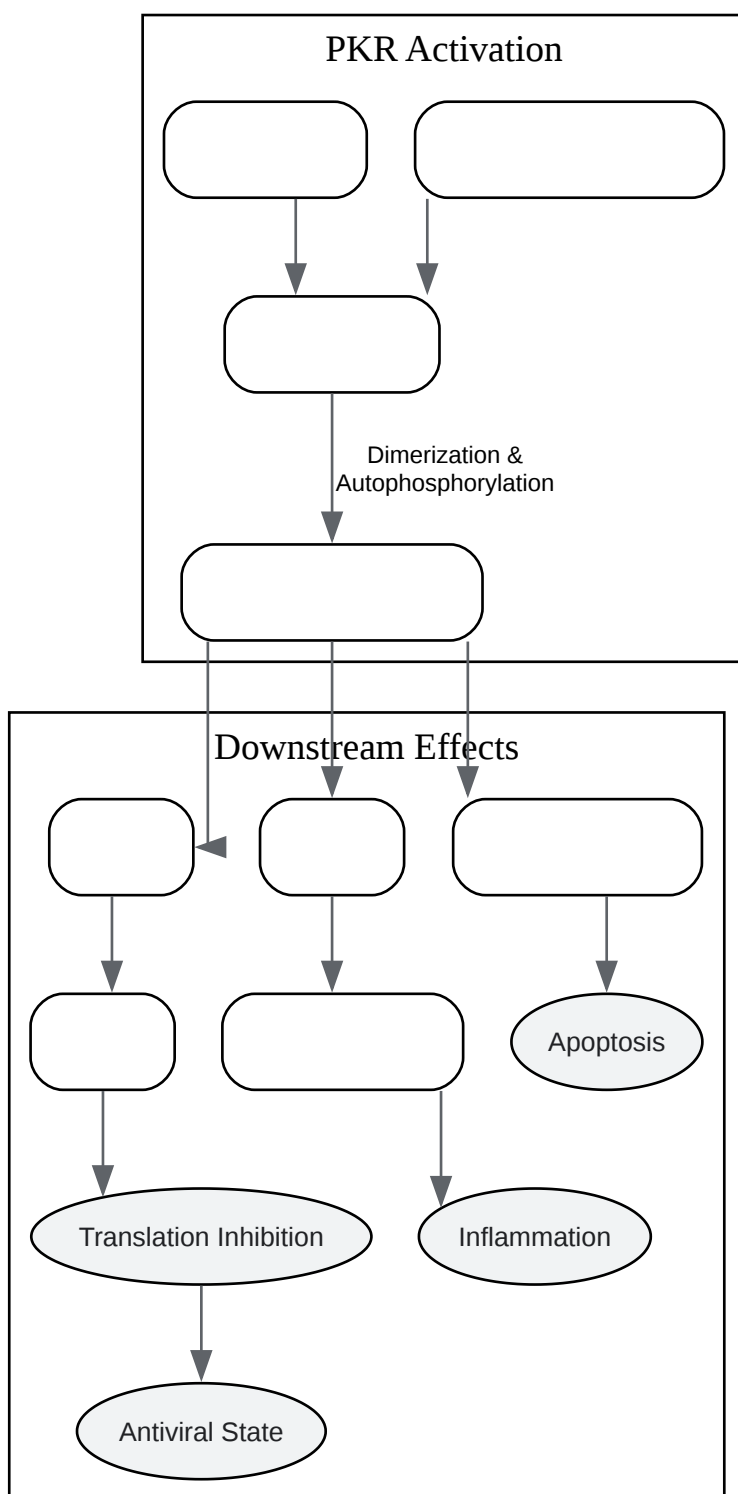 PKR Activation
Dimerization &
Autophosphorylation
Downstream Effects
Apoptosis
Translation Inhibition
Inflammation
Antiviral State